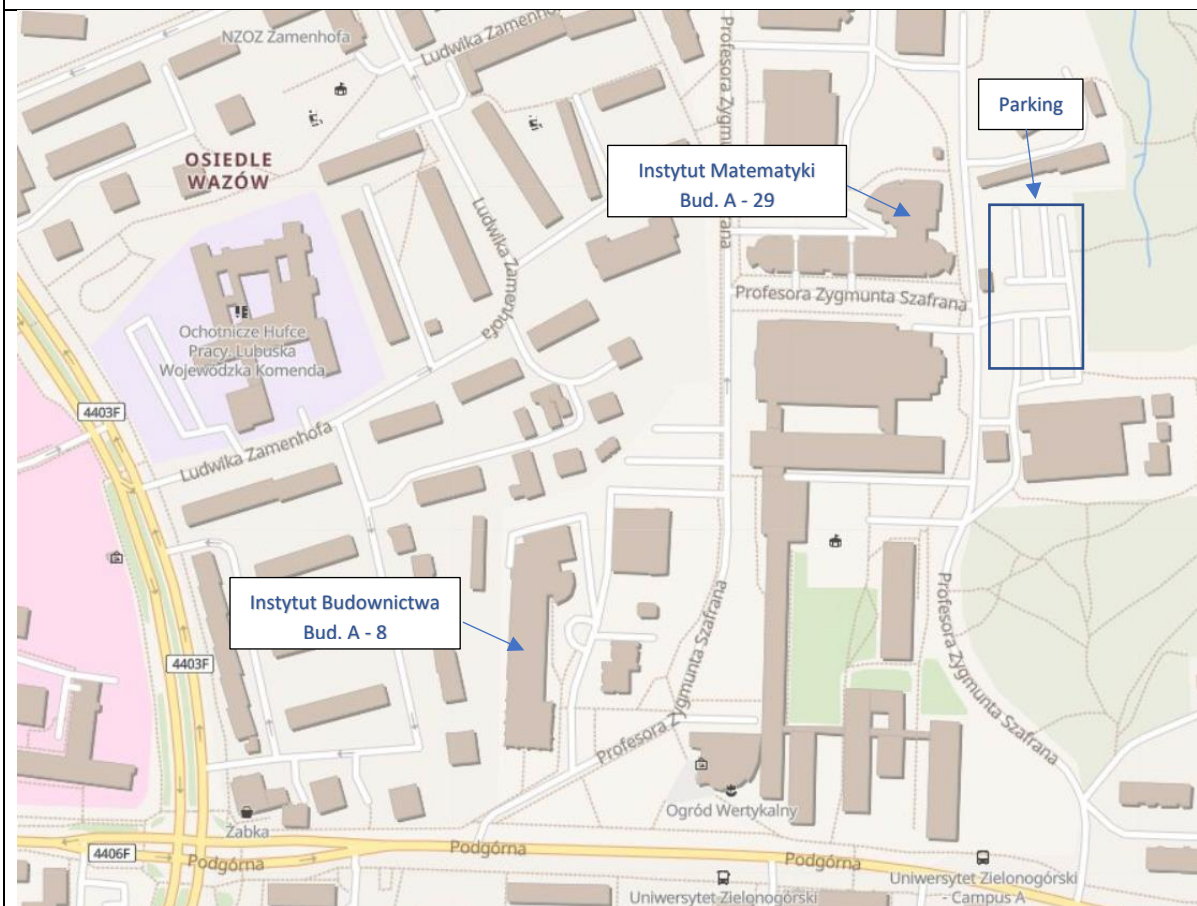 NZOZ Zamenhofa
Ludwika Zamenhofa
Profesora Zygmunta Szafrana
Parking
OSIEDLE
WAZÓW
Instytut Matematyki
Bud. A - 29
Ludwika Zamenhofa
Profesora Zygmunta Szafrana
Ochotnicze Hufce
Pracy. Lubuska
Wojewódzka Komenda
4403F
Ludwika Zamenhofa
Instytut Budownictwa
Bud. A - 8
4403F
Profesora Zygmunta Szafrana
Profesora Zygmunta Szafrana
Ogród Wertykalny
Żabka
4406F
Podgórna
Podgórna
Podgórna
Uniwersytet Zielonogórski
Uniwersytet Zielonogórski
- Campus A